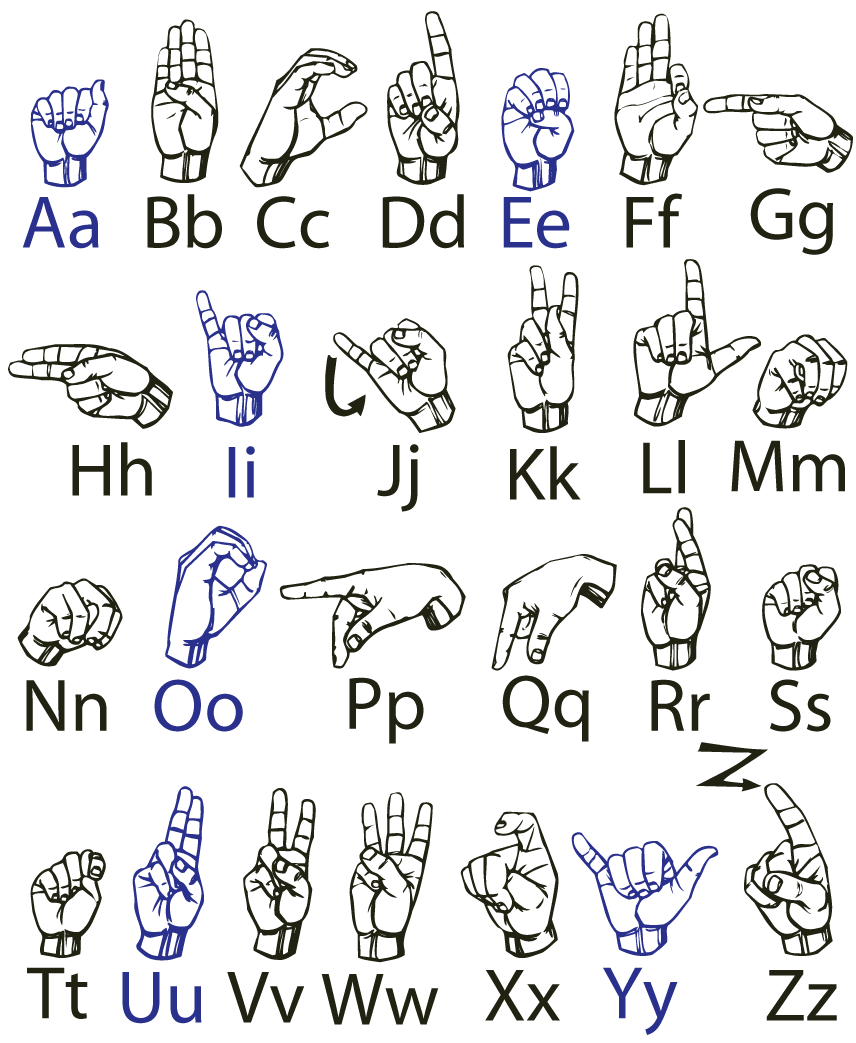 Aa Bb Cc Dd Ee Ff Gg
Hh Ii Jj Kk Ll Mm
Nn Oo Pp Qq Rr Ss
Tt Uu Vv Ww Xx Yy Zz